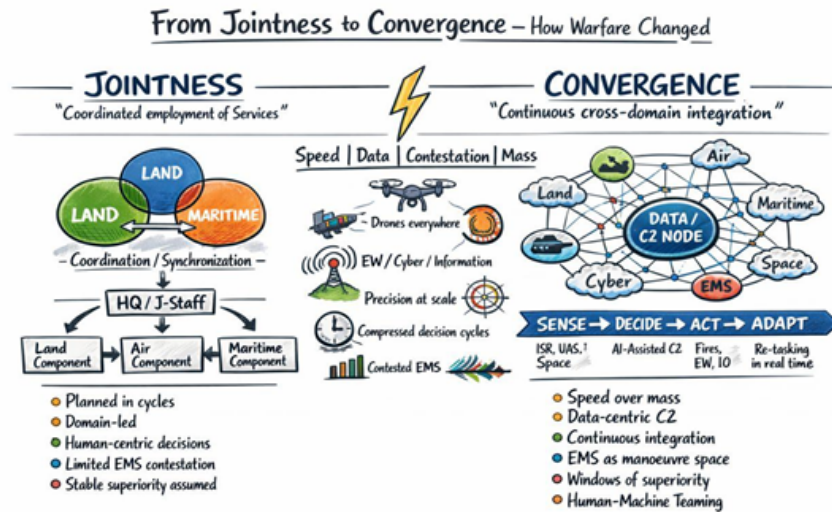 From Jointness to Convergence – How Warfare Changed
JOINTNESS
"Coordinated employment of Services"
LAND
LAND
MARITIME
– Coordination / Synchronization –
HQ / J-Staff
Land Component
Air Component
Maritime Component
Planned in cycles
Domain-led
Human-centric decisions
Limited EMS contestation
Stable superiority assumed
Speed | Data | Contestation | Mass
Drones everywhere
EW / Cyber / Information
Precision at scale
Compressed decision cycles
Contested EMS
CONVERGENCE
"Continuous cross-domain integration"
Air
Land
Maritime
DATA /
C2 NODE
Space
Cyber
EMS
SENSE → DECIDE → ACT → ADAPT
ISR, UAS,
Space
AI-Assisted C2
Fires,
EW, IO
Re-tasking
in real time
Speed over mass
Data-centric C2
Continuous integration
EMS as manoeuvre space
Windows of superiority
Human-Machine Teaming